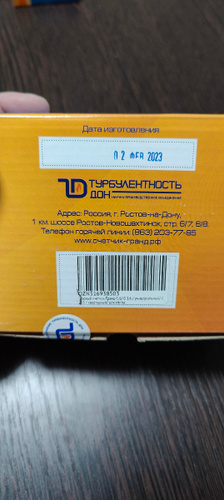 Дата изготовления
02 ФЕВ 2023
ТУРБУЛЕНТНОСТЬ
ДОН
Адрес: Россия, г. Ростов-на-Дону,
1 км. шоссе Ростов-Новошахтинск, стр. 6/7, 6/8.
Телефон горячей линии: (863) 203-77-85
www.счетчик-гранд.рф